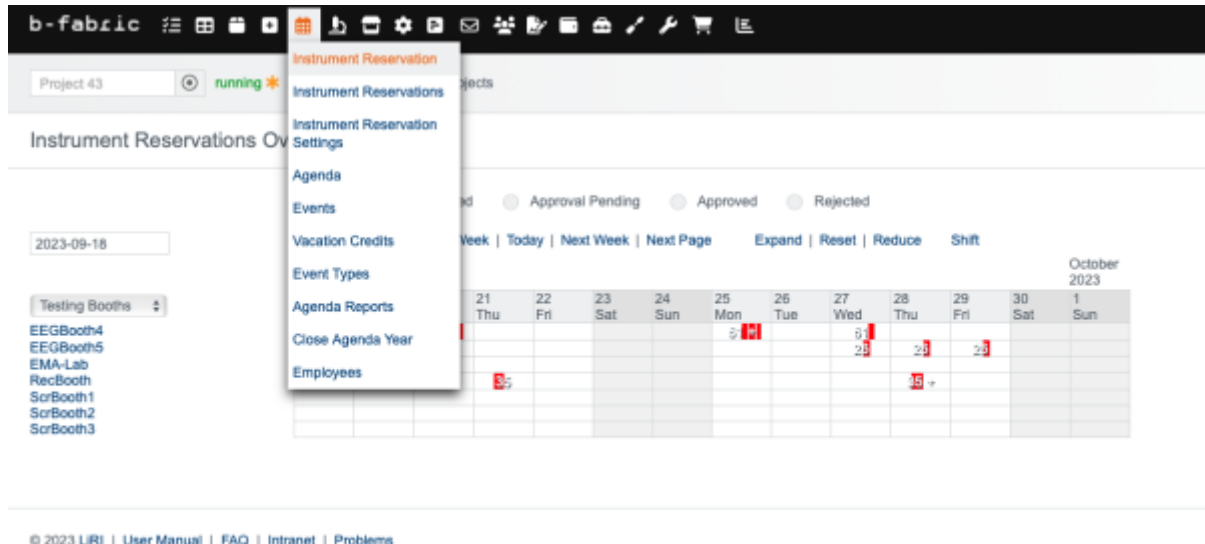 b-fabric
Instrument Reservation
Project 43 running jects
Instrument Reservations
Instrument Reservation
Settings
Instrument Reservations Ov
Agenda
ed Approval Pending Approved Rejected
Events
2023-09-18
Vacation Credits
Week | Today | Next Week | Next Page Expand | Reset | Reduce Shift
October
2023
Event Types
Testing Booths
21 22 23 24 25 26 27 28 29 30 1
Thu Fri Sat Sun Mon Tue Wed Thu Fri Sat Sun
Agenda Reports
EEGBooth4 61 61
Close Agenda Year
EEGBooth5
EMA-Lab
Employees
RecBooth 35 35
ScrBooth1
ScrBooth2
ScrBooth3
© 2023 LiRI | User Manual | FAQ | Intranet | Problems